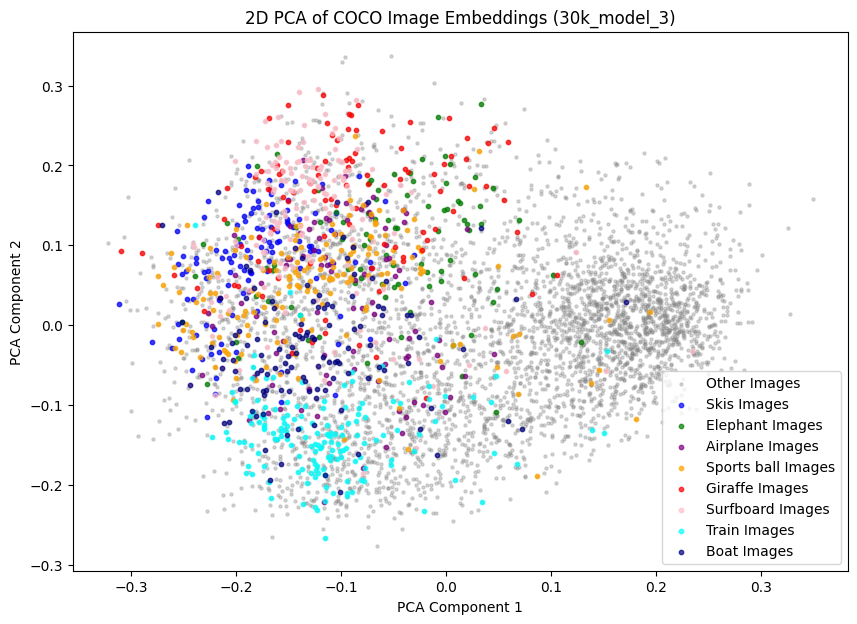 2D PCA of COCO Image Embeddings (30k_model_3)
PCA Component 2
0.3
0.2
0.1
0.0
−0.1
−0.2
−0.3
Other Images
Skis Images
Elephant Images
Airplane Images
Sports ball Images
Giraffe Images
Surfboard Images
Train Images
Boat Images
−0.3 −0.2 −0.1 0.0 0.1 0.2 0.3
PCA Component 1